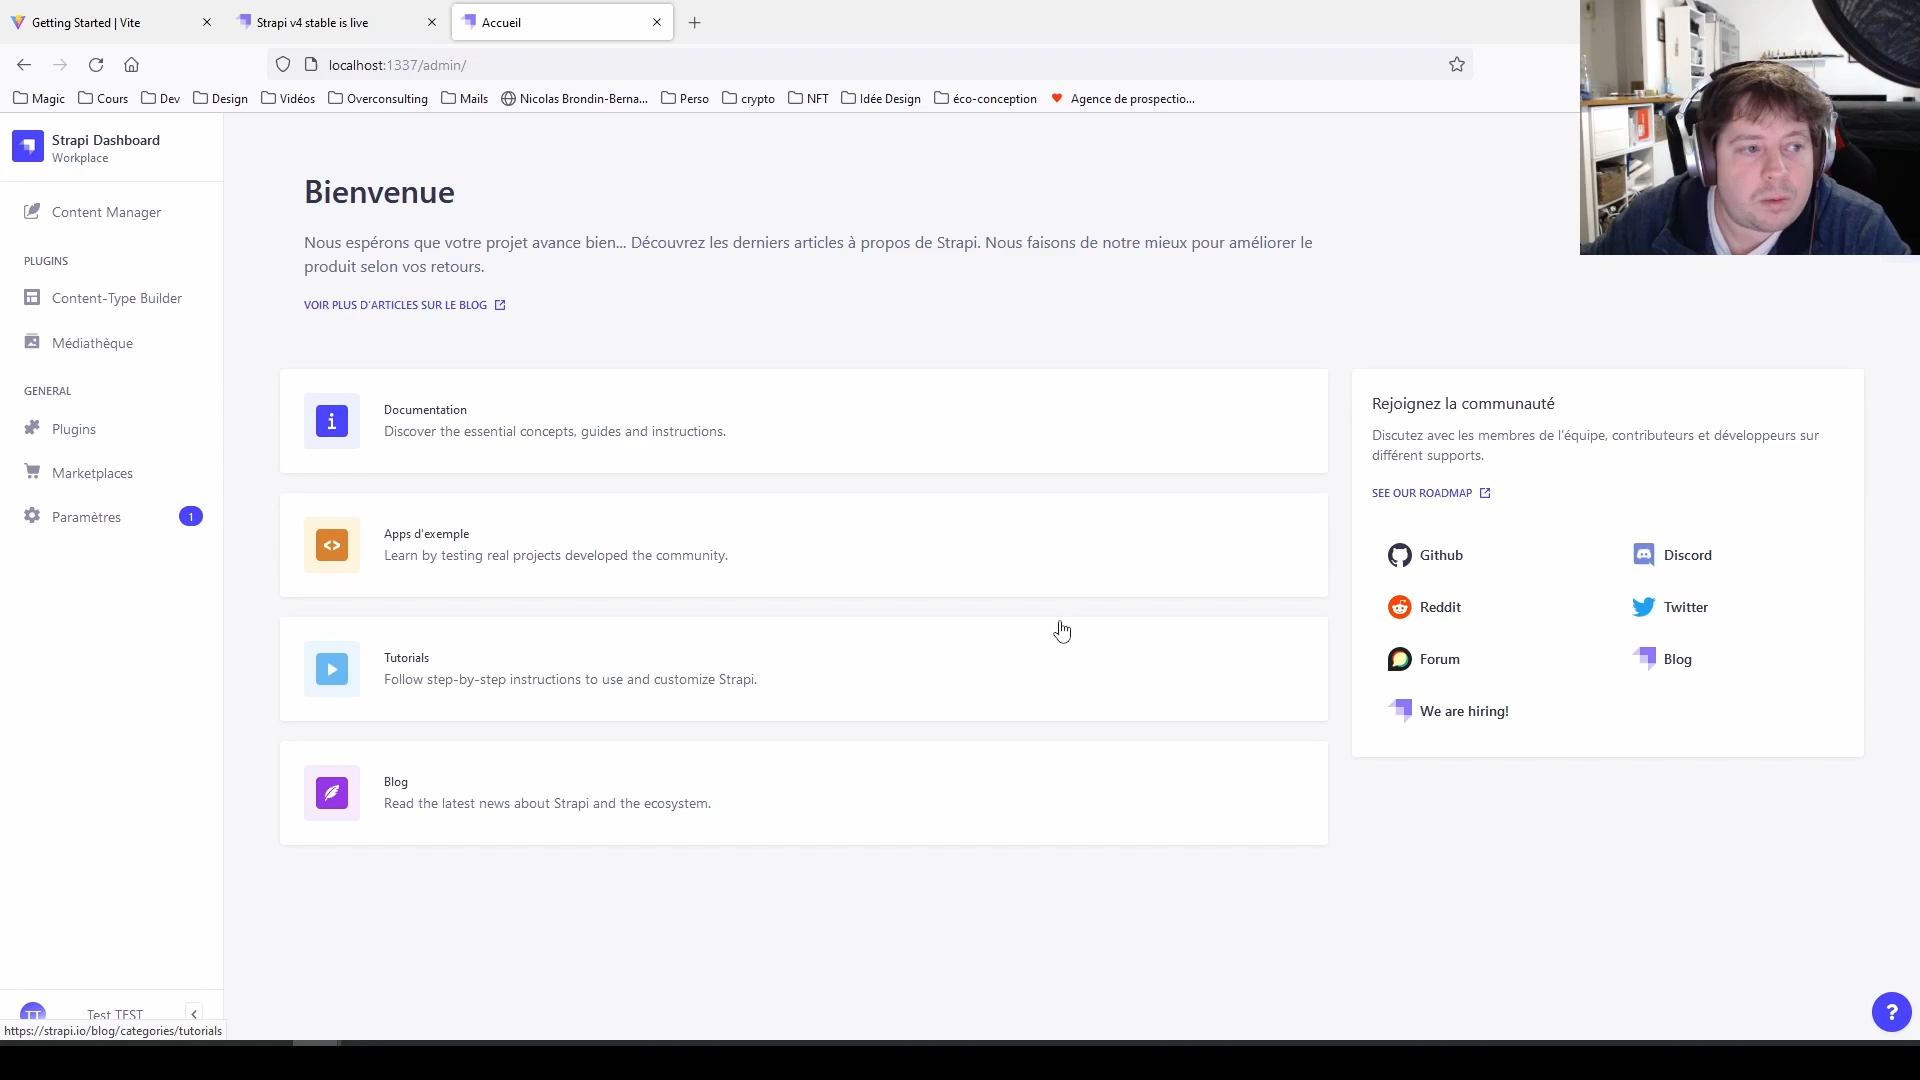 Getting Started | Vite
Strapi v4 stable is live
Accueil
localhost:1337/admin/
Magic
Cours
Dev
Design
Vidéos
Overconsulting
Mails
Nicolas Brondin-Berna...
Perso
crypto
NFT
Idée Design
éco-conception
Agence de prospectio...
Strapi Dashboard
Workplace
Content Manager
PLUGINS
Content-Type Builder
Médiathèque
GENERAL
Plugins
Marketplaces
Paramètres
1
Bienvenue
Nous espérons que votre projet avance bien... Découvrez les derniers articles à propos de Strapi. Nous faisons de notre mieux pour améliorer le
produit selon vos retours.
VOIR PLUS D'ARTICLES SUR LE BLOG
Documentation
Discover the essential concepts, guides and instructions.
Apps d'exemple
Learn by testing real projects developed the community.
Tutorials
Follow step-by-step instructions to use and customize Strapi.
Blog
Read the latest news about Strapi and the ecosystem.
Rejoignez la communauté
Discutez avec les membres de l'équipe, contributeurs et développeurs sur
différent supports.
SEE OUR ROADMAP
Github
Discord
Reddit
Twitter
Forum
Blog
We are hiring!
TT
Test TEST
https://strapi.io/blog/categories/tutorials
?